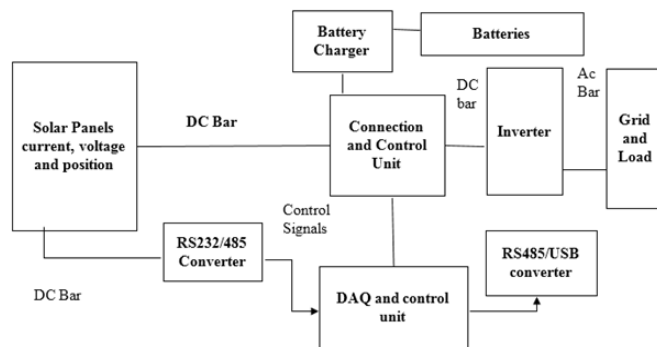 Battery
Charger
Batteries
Solar Panels
current, voltage
and position
DC Bar
Connection
and Control
Unit
DC
bar
Inverter
Ac
Bar
Grid
and
Load
Control
Signals
RS232/485
Converter
RS485/USB
converter
DC Bar
DAQ and control
unit